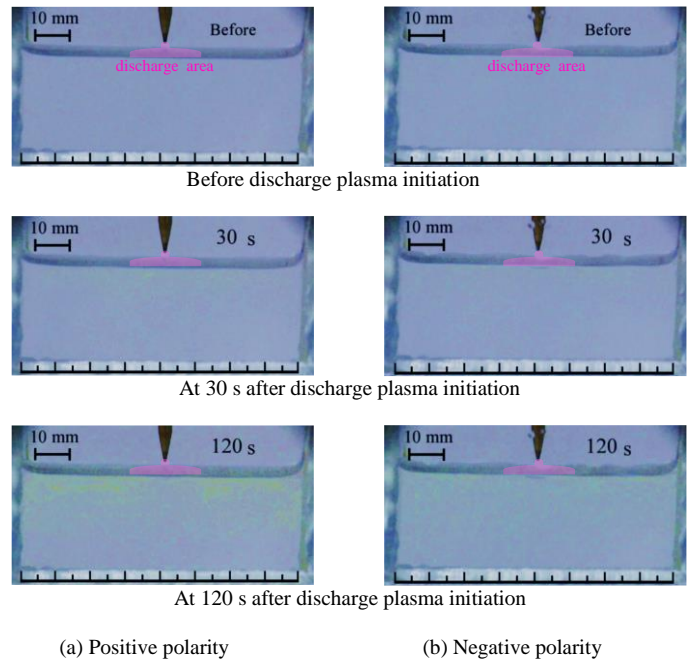 10 mm
Before
discharge area
10 mm
Before
discharge area
Before discharge plasma initiation
10 mm
30 s
10 mm
30 s
At 30 s after discharge plasma initiation
10 mm
120 s
10 mm
120 s
At 120 s after discharge plasma initiation
(a) Positive polarity
(b) Negative polarity